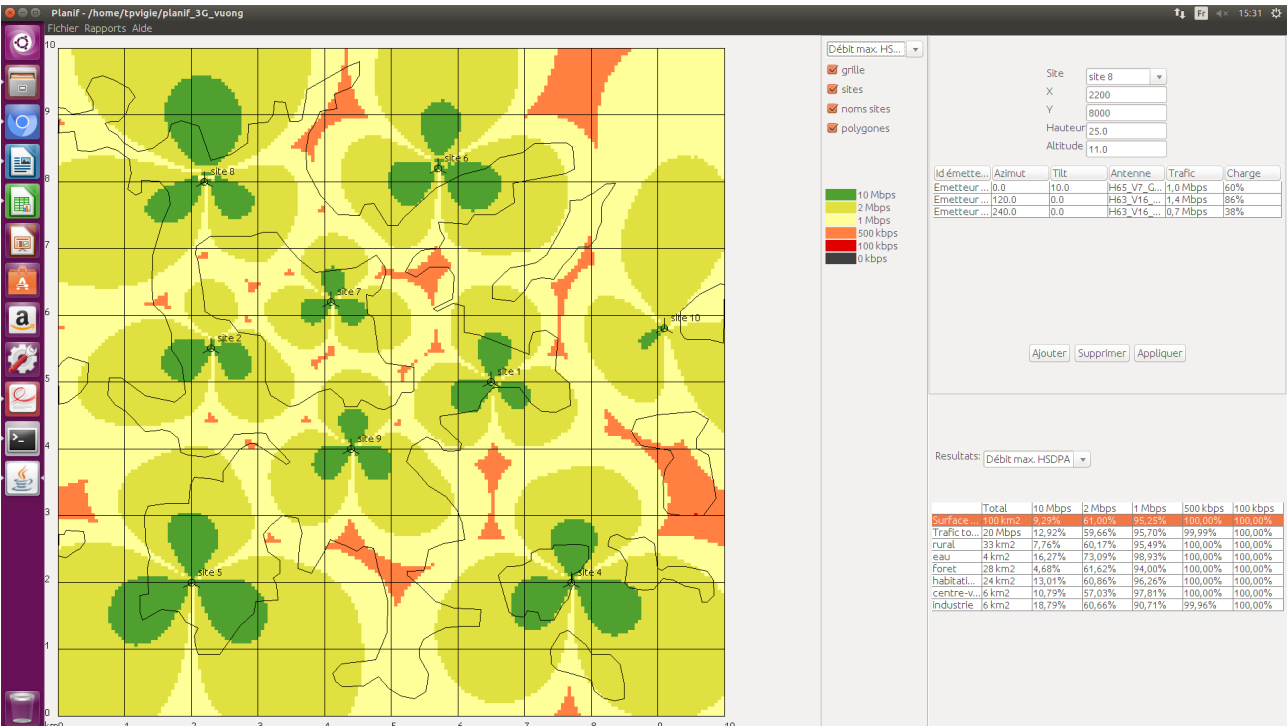 Planif - /home/tpvigie/planif_3G_vuong
Fr 15:31
Fichier Rapports Aide
10
9
8
7
6
5
4
3
2
1
0
km0 1 2 3 4 5 6 7 8 9 10
site 8
site 6
site 7
site 10
site 2
site 1
site 9
site 5
site 4
Débit max. HS...
grille
sites
noms sites
polygones
10 Mbps
2 Mbps
1 Mbps
500 kbps
100 kbps
0 kbps
Site site 8
X 2200
Y 8000
Hauteur 25.0
Altitude 11.0
Id émette... Azimut Tilt Antenne Trafic Charge
Emetteur ... 0.0 10.0 H65_V7_G... 1,0 Mbps 60%
Emetteur ... 120.0 0.0 H63_V16_... 1,4 Mbps 86%
Emetteur ... 240.0 0.0 H63_V16_... 0,7 Mbps 38%
Ajouter Supprimer Appliquer
Resultats: Débit max. HSDPA
Total 10 Mbps 2 Mbps 1 Mbps 500 kbps 100 kbps
Surface ... 100 km2 9,29% 61,00% 95,25% 100,00% 100,00%
Trafic to... 20 Mbps 12,92% 59,66% 95,70% 99,99% 100,00%
rural 33 km2 7,76% 60,17% 95,49% 100,00% 100,00%
eau 4 km2 16,27% 73,09% 98,93% 100,00% 100,00%
foret 28 km2 4,68% 61,62% 94,00% 100,00% 100,00%
habitati... 24 km2 13,01% 60,86% 96,26% 100,00% 100,00%
centre-v... 6 km2 10,79% 57,03% 97,81% 100,00% 100,00%
industrie 6 km2 18,79% 60,66% 90,71% 99,96% 100,00%